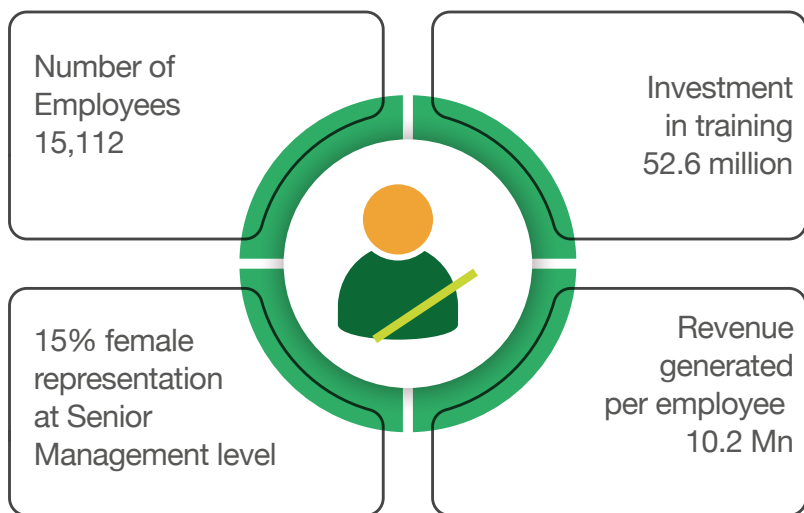 Number of
Employees
15,112
Investment
in training
52.6 million
15% female
representation
at Senior
Management level
Revenue
generated
per employee
10.2 Mn